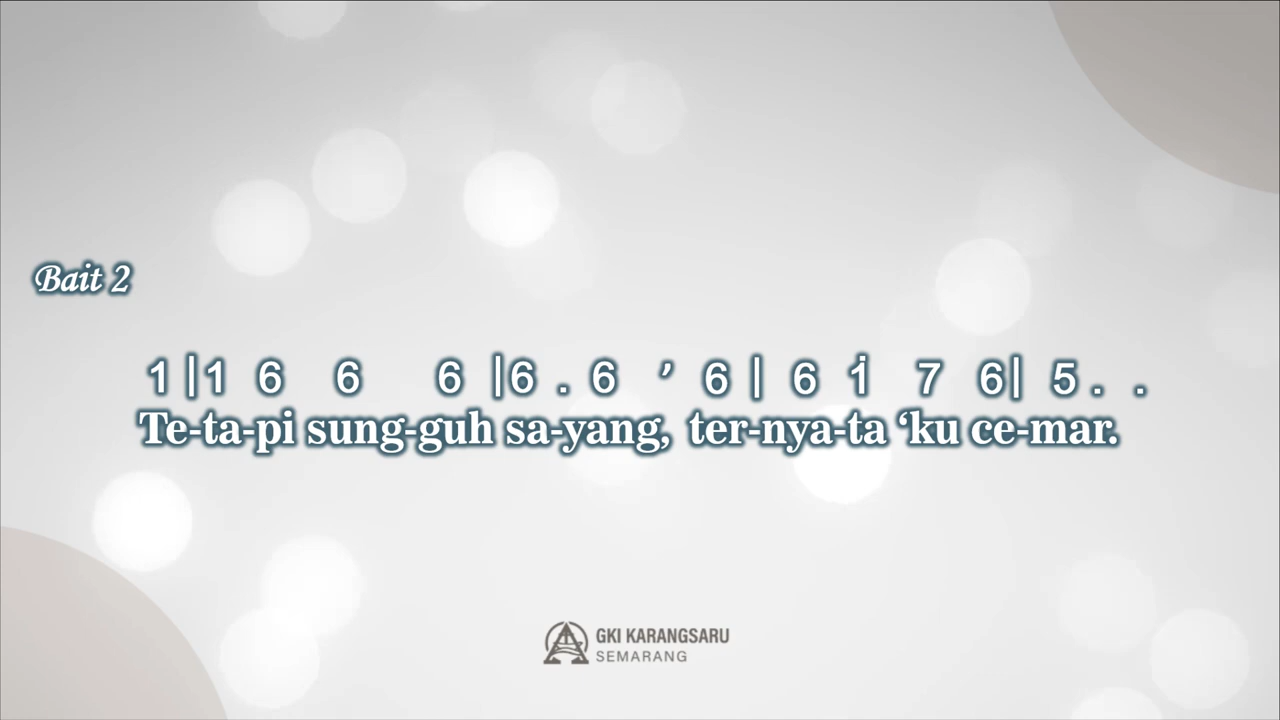 Bait 2
1 |1 6 6 6 |6 . 6 ’ 6 | 6 1̇ 7 6| 5 . .
Te-ta-pi sung-guh sa-yang, ter-nya-ta ‘ku ce-mar.
GKI KARANGSARU
SEMARANG